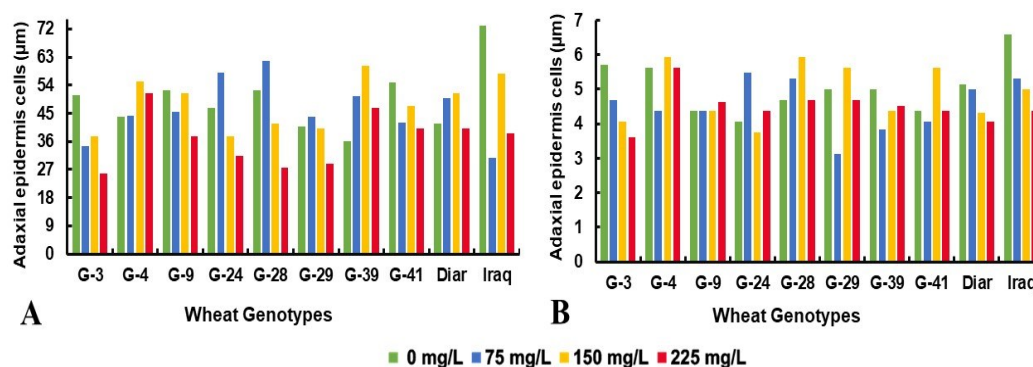 Adaxial epidermis cells (µm)
72
63
54
45
36
27
18
9
0
G-3 G-4 G-9 G-24 G-28 G-29 G-39 G-41 Diar Iraq
A
Wheat Genotypes
Adaxial epidermis cells (µm)
7
6
5
4
3
2
1
0
G-3 G-4 G-9 G-24 G-28 G-29 G-39 G-41 Diar Iraq
B
Wheat Genotypes
0 mg/L 75 mg/L 150 mg/L 225 mg/L